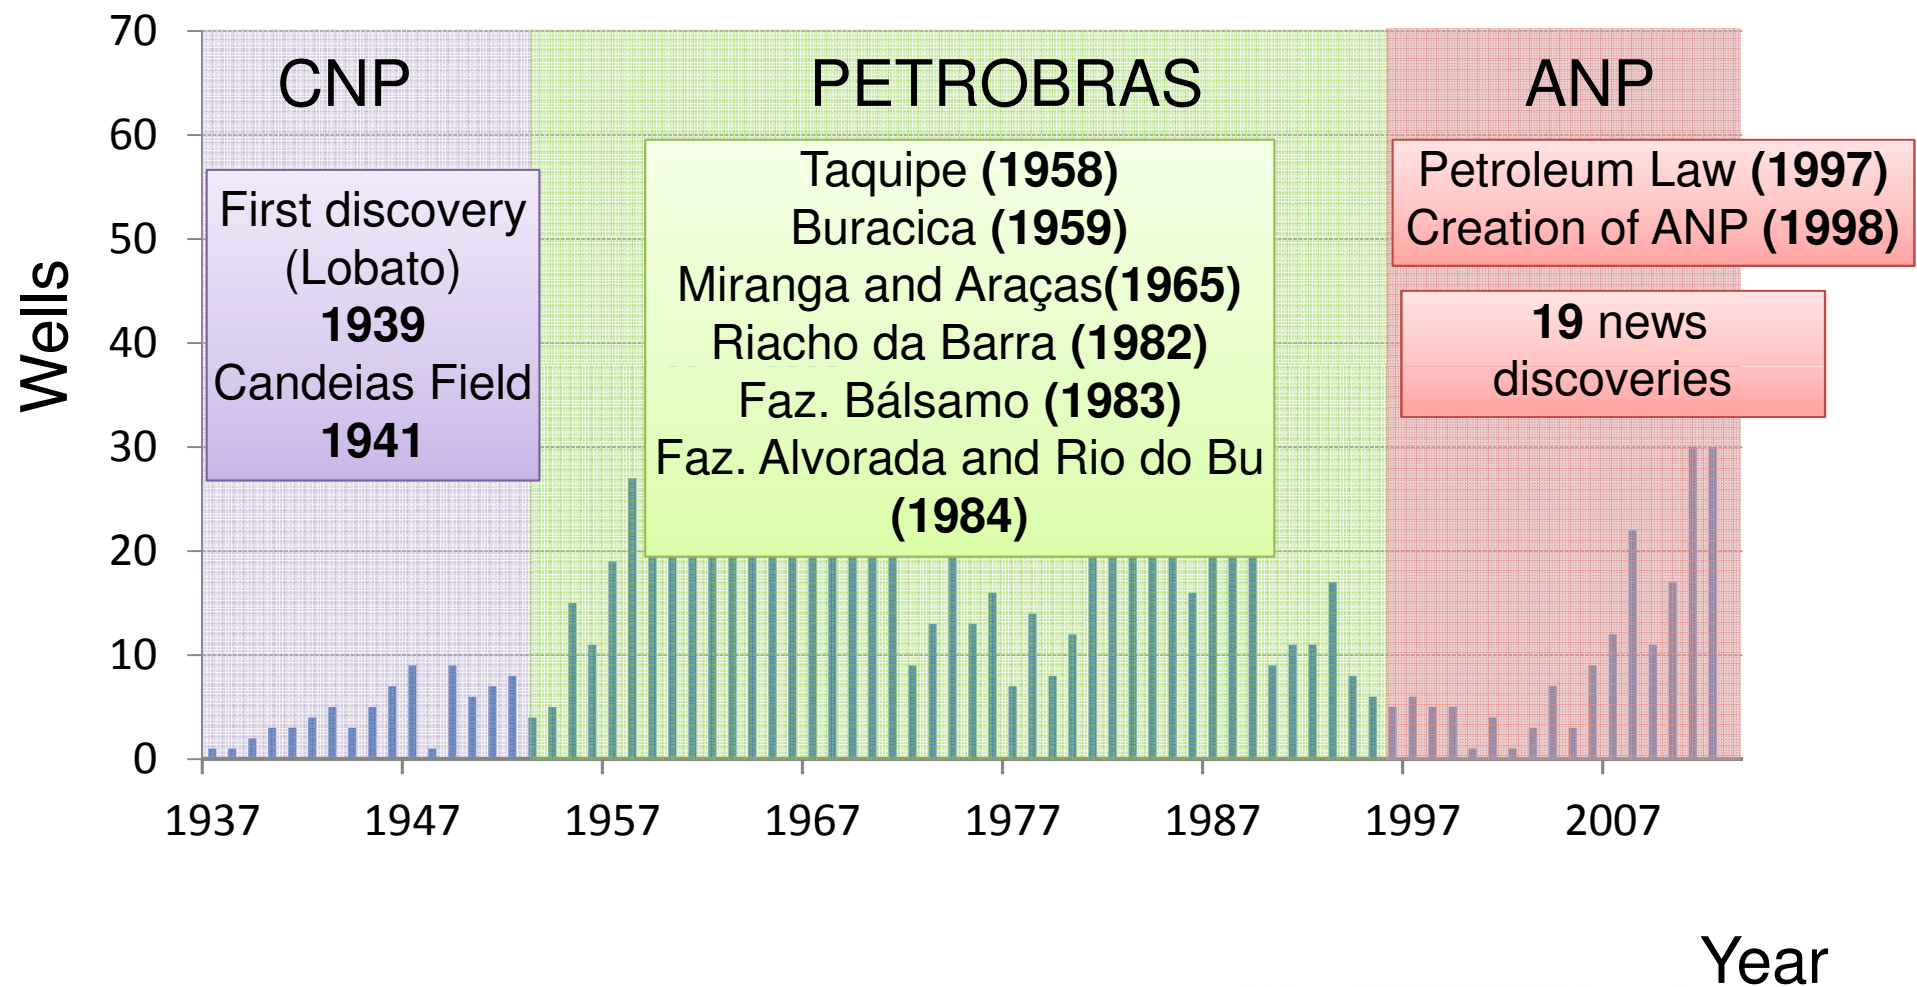 CNP
PETROBRAS
ANP
First discovery
(Lobato)
1939
Candeias Field
1941
Taquipe (1958)
Buracica (1959)
Miranga and Araças(1965)
Riacho da Barra (1982)
Faz. Bálsamo (1983)
Faz. Alvorada and Rio do Bu
(1984)
Petroleum Law (1997)
Creation of ANP (1998)
19 news
discoveries
Wells
70
60
50
40
30
20
10
0
1937
1947
1957
1967
1977
1987
1997
2007
Year